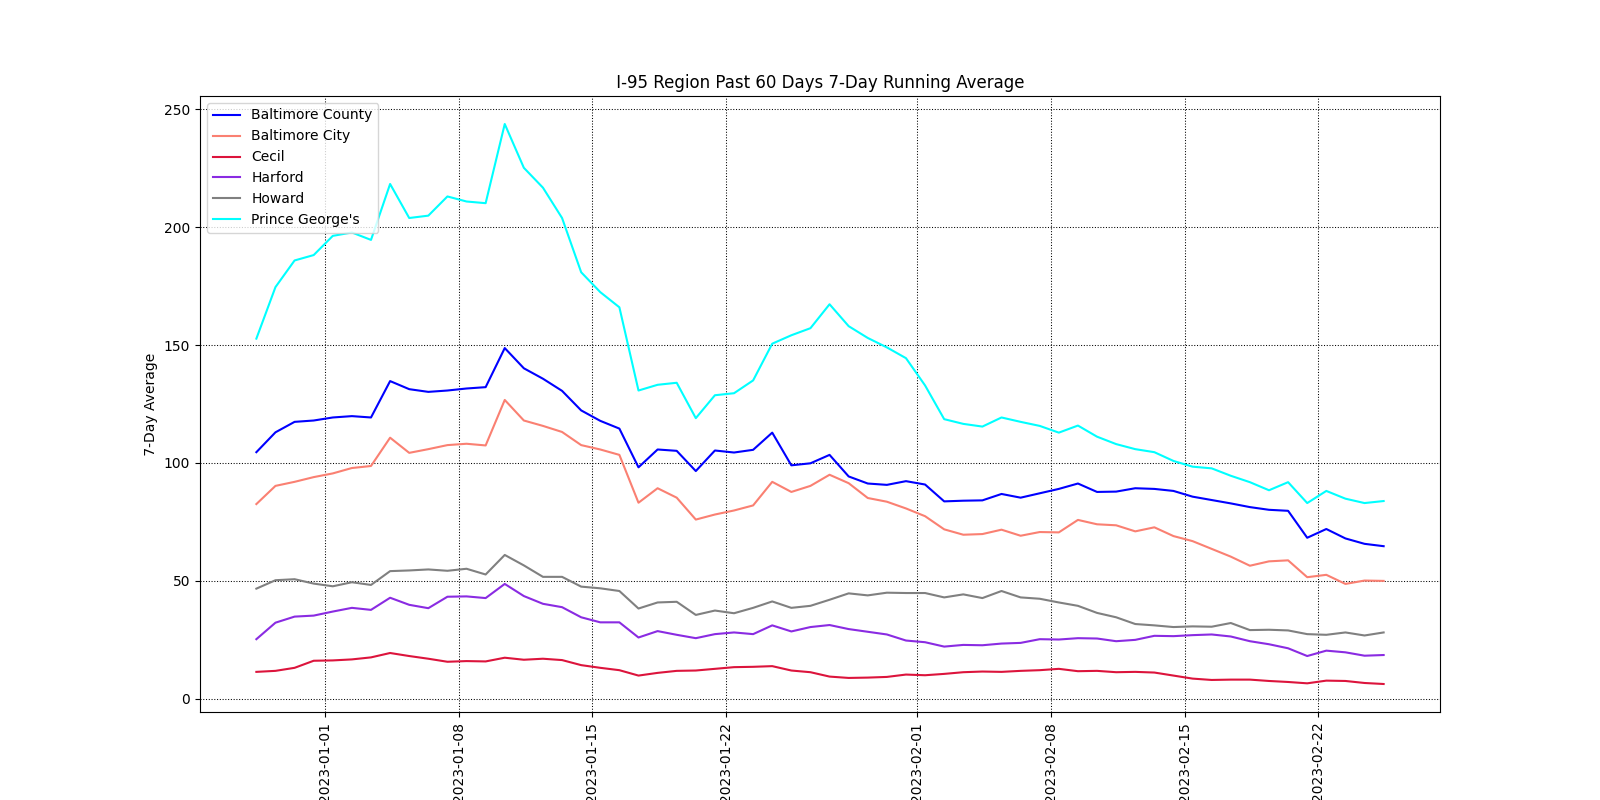 I-95 Region Past 60 Days 7-Day Running Average
Baltimore County
Baltimore City
Cecil
Harford
Howard
Prince George's
7-Day Average
250
200
150
100
50
0
2023-01-01
2023-01-08
2023-01-15
2023-01-22
2023-02-01
2023-02-08
2023-02-15
2023-02-22